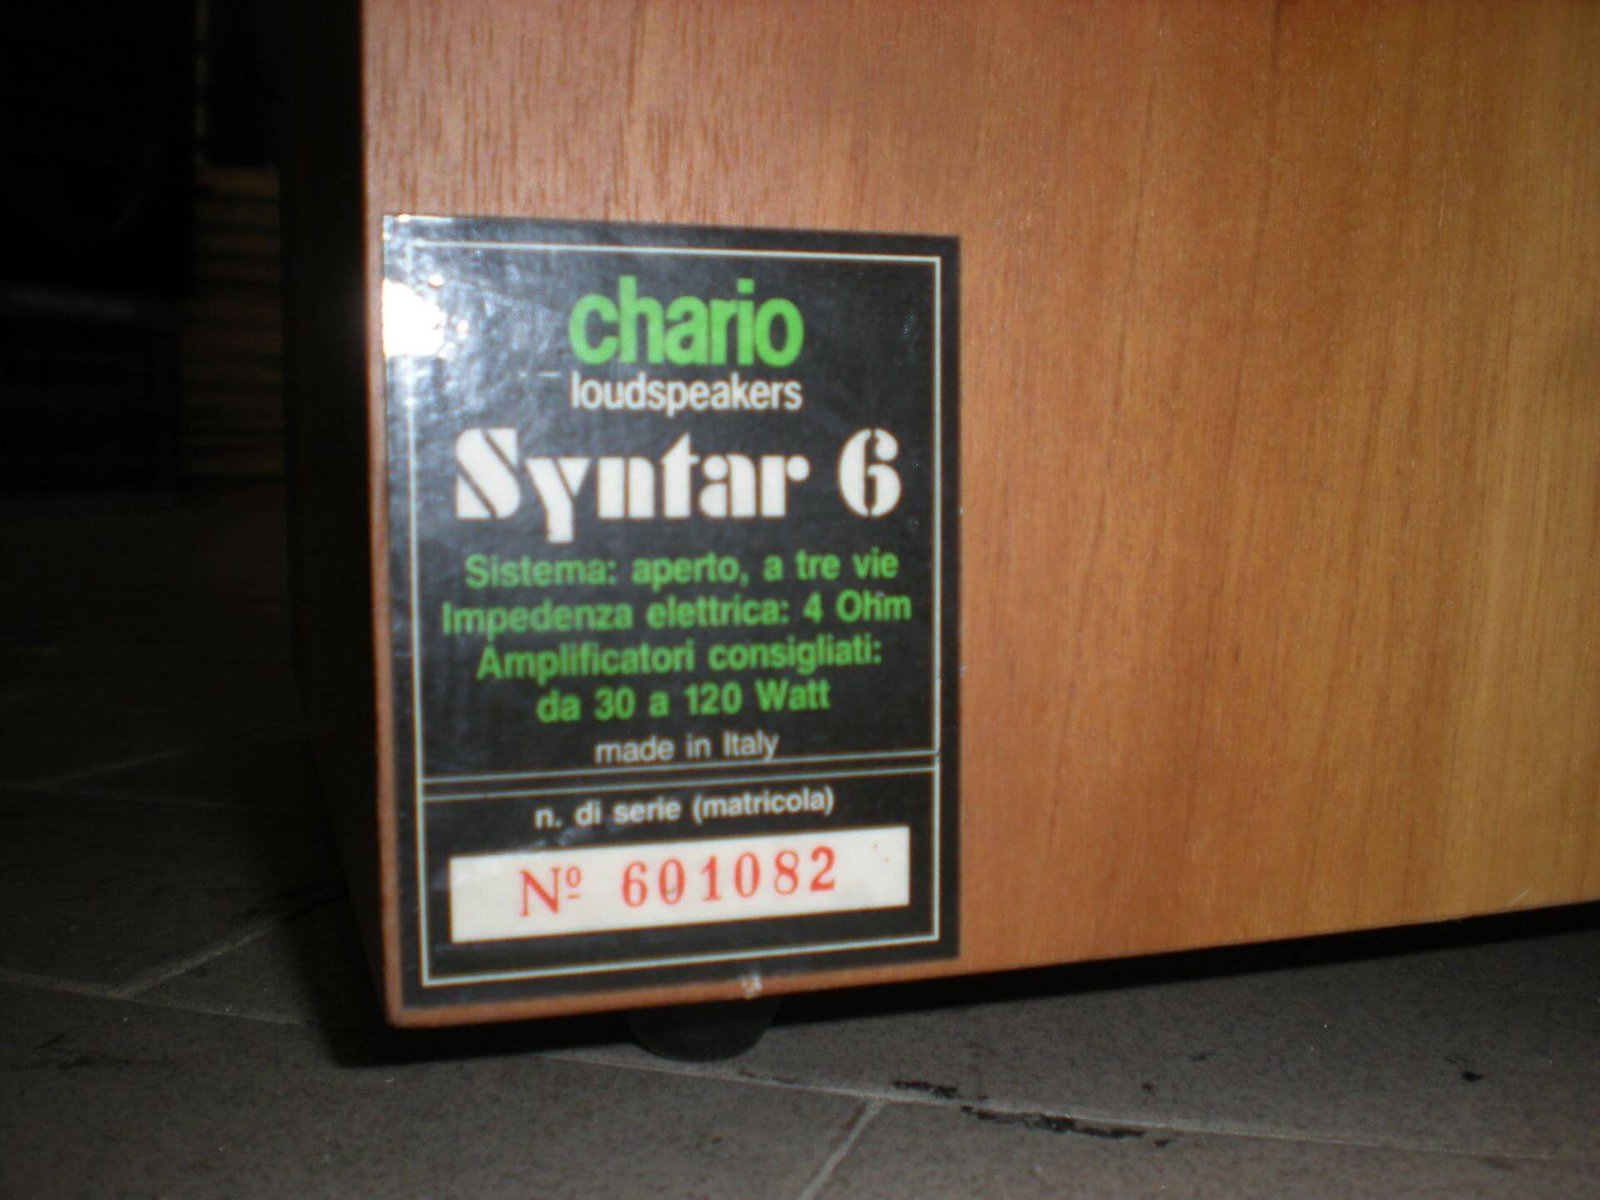 chario
loudspeakers
Syntar 6
Sistema: aperto, a tre vie
Impedenza elettrica: 4 Ohm
Amplificatori consigliati:
da 30 a 120 Watt
made in Italy
n. di serie (matricola)
Nº 601082